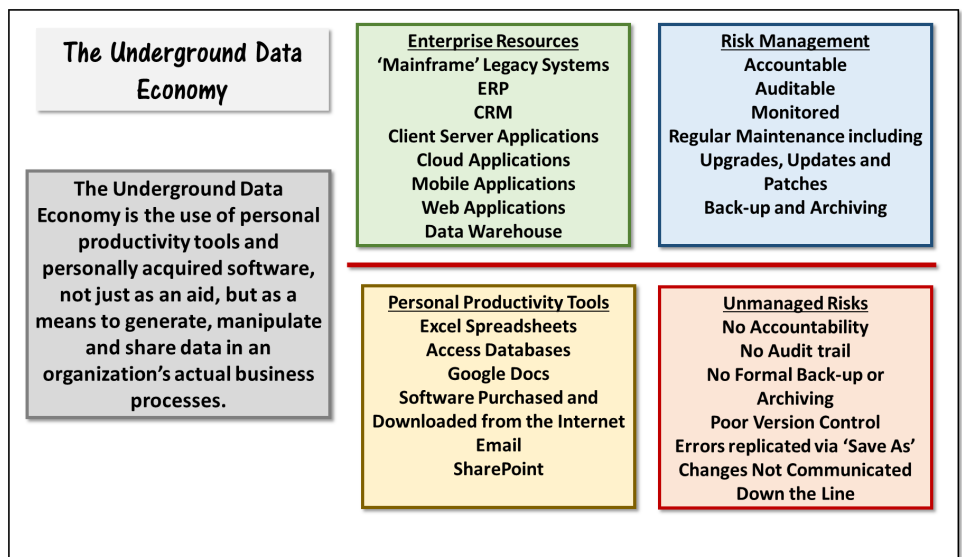 The Underground Data
Economy
The Underground Data
Economy is the use of personal
productivity tools and
personally acquired software,
not just as an aid, but as a
means to generate, manipulate
and share data in an
organization's actual business
processes.
Enterprise Resources
'Mainframe' Legacy Systems
ERP
CRM
Client Server Applications
Cloud Applications
Mobile Applications
Web Applications
Data Warehouse
Risk Management
Accountable
Auditable
Monitored
Regular Maintenance including
Upgrades, Updates and
Patches
Back-up and Archiving
Personal Productivity Tools
Excel Spreadsheets
Access Databases
Google Docs
Software Purchased and
Downloaded from the Internet
Email
SharePoint
Unmanaged Risks
No Accountability
No Audit trail
No Formal Back-up or
Archiving
Poor Version Control
Errors replicated via 'Save As'
Changes Not Communicated
Down the Line